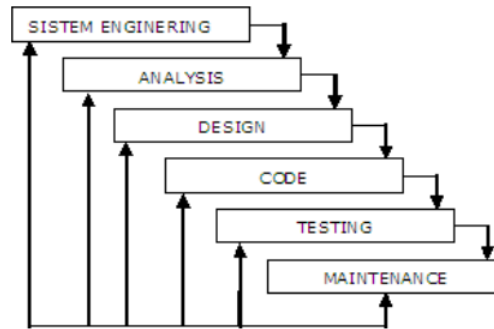 SISTEM ENGINERING
ANALYSIS
DESIGN
CODE
TESTING
MAINTENANCE